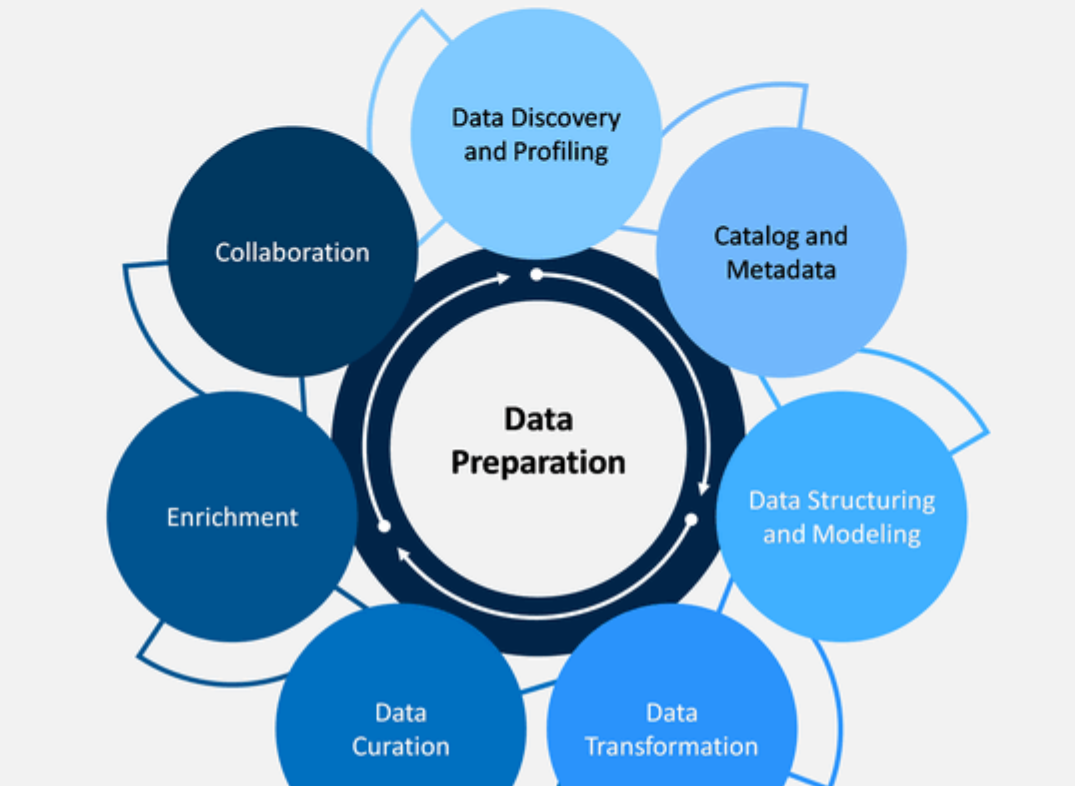 Data Discovery
and Profiling
Catalog and
Metadata
Data Structuring
and Modeling
Data
Transformation
Data
Curation
Enrichment
Collaboration
Data
Preparation